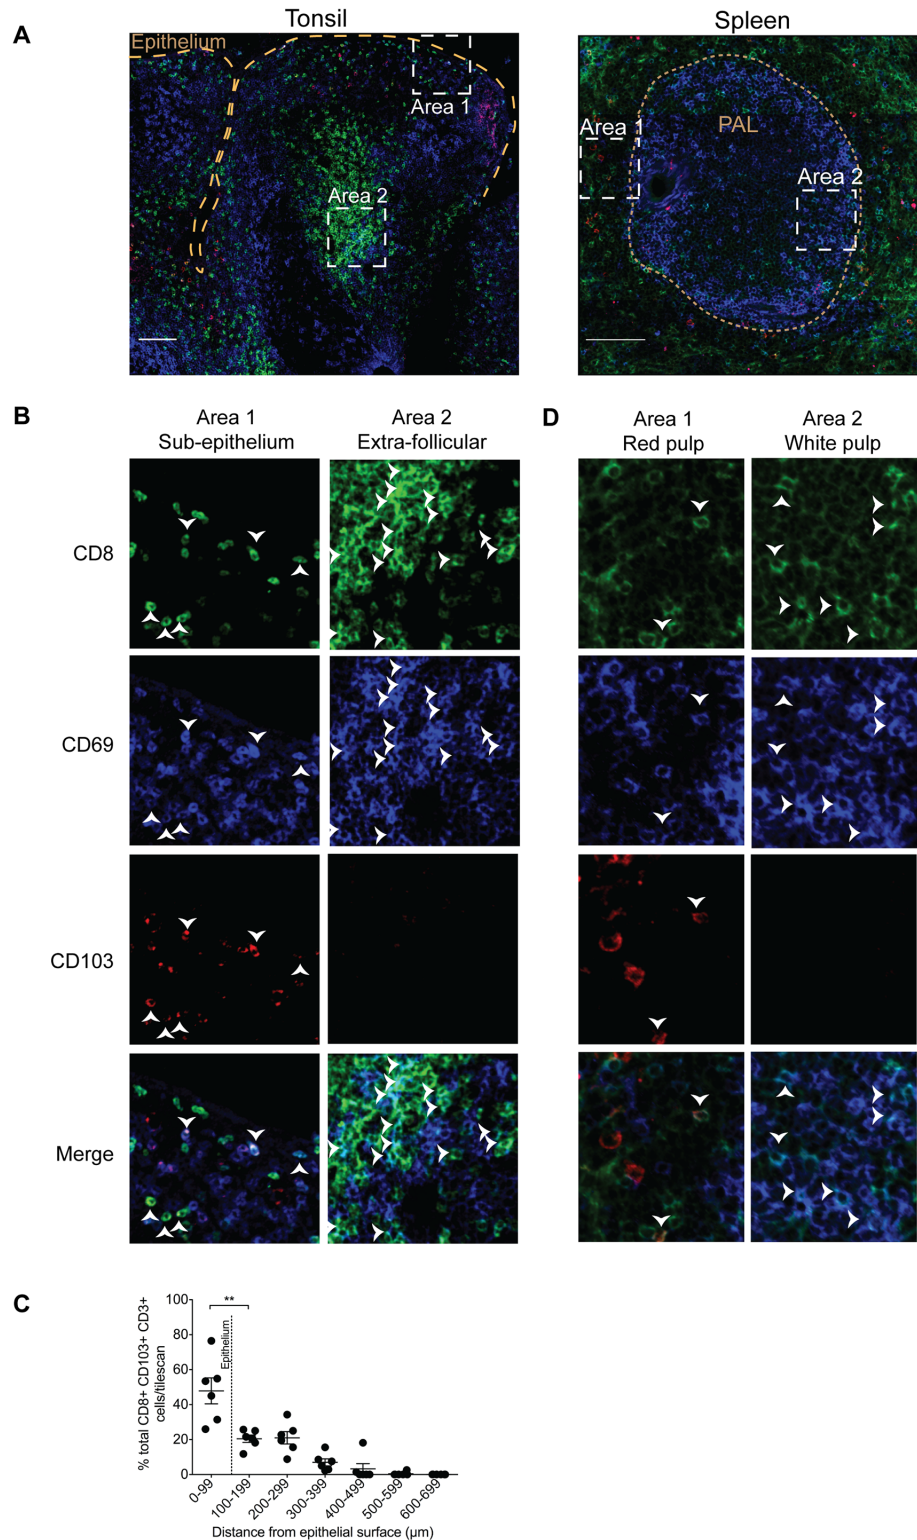 A
Tonsil
Spleen
Epithelium
Area 1
Area 2
Area 1
PAL
Area 2
B
Area 1
Sub-epithelium
Area 2
Extra-follicular
D
Area 1
Red pulp
Area 2
White pulp
CD8
CD69
CD103
Merge
C
% total CD8+ CD103+ CD3+
cells/tilescan
100
80
60
40
20
0
**
Epithelium
0-99
100-199
200-299
300-399
400-499
500-599
600-699
Distance from epithelial surface (µm)